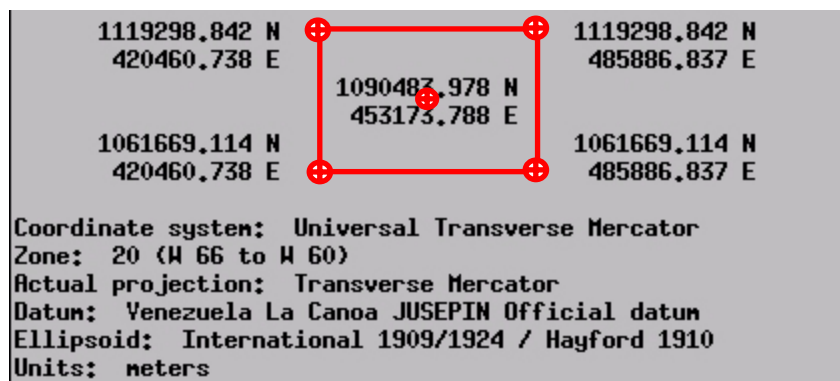 1119298.842 N 1119298.842 N
420460.738 E 485886.837 E
1090483.978 N
453173.788 E
1061669.114 N 1061669.114 N
420460.738 E 485886.837 E
Coordinate system: Universal Transverse Mercator
Zone: 20 (W 66 to W 60)
Actual projection: Transverse Mercator
Datum: Venezuela La Canoa JUSEPIN Official datum
Ellipsoid: International 1909/1924 / Hayford 1910
Units: meters